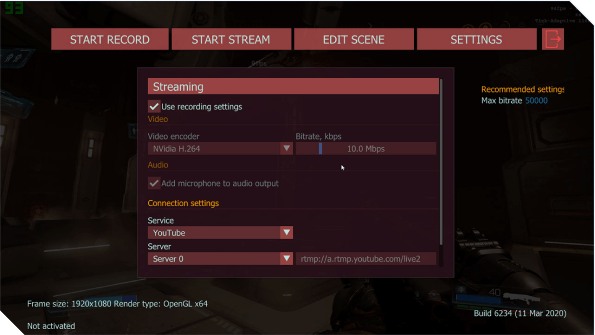 93
START RECORD START STREAM EDIT SCENE SETTINGS
Streaming
Use recording settings
Video
Video encoder Bitrate, kbps
NVidia H.264 10.0 Mbps
Audio
Add microphone to audio output
Connection settings
Service
YouTube
Server
Server 0 rtmp://a.rtmp.youtube.com/live2
Recommended settings
Max bitrate 50000
40
Frame size: 1920x1080 Render type: OpenGL x64
Build 6234 (11 Mar 2020)
Not activated